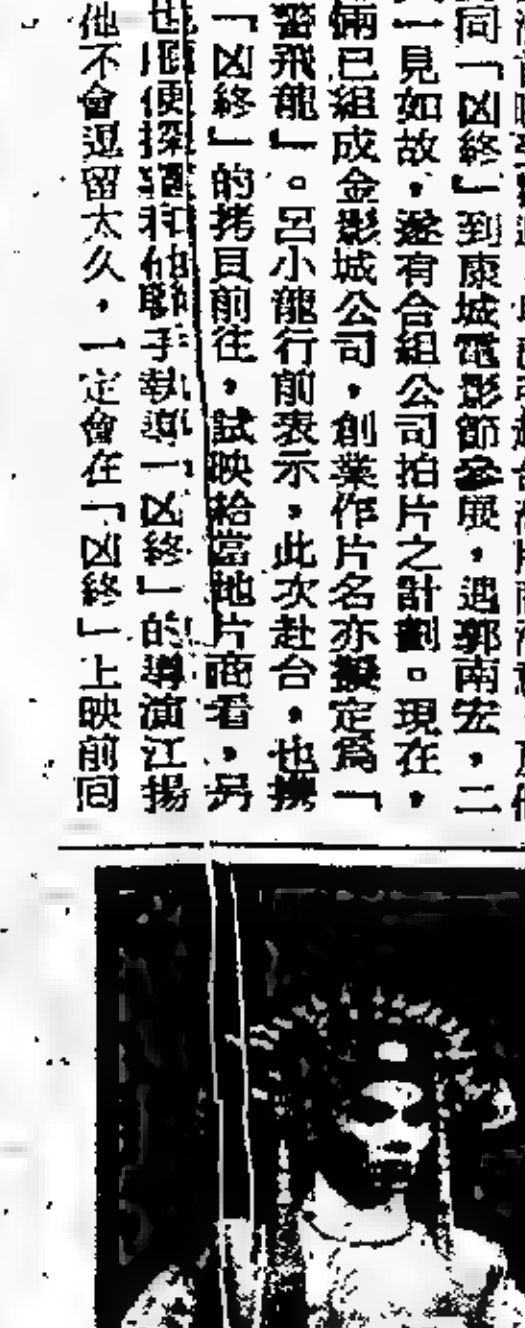 同「凶終」到康城電影節參展，遇郭南宏，二
一見如故，遂有合組公司拍片之計劃。現在，
倆已組成金影城公司，創業作片名亦擬定爲「
警飛龍」。呂小龍行前表示，此次赴台，也携
「凶終」的拷貝前往，試映給當地片商看，另
也順便探望和他聯手執導「凶終」的導演江揚
他不會逗留太久，一定會在「凶終」上映前回